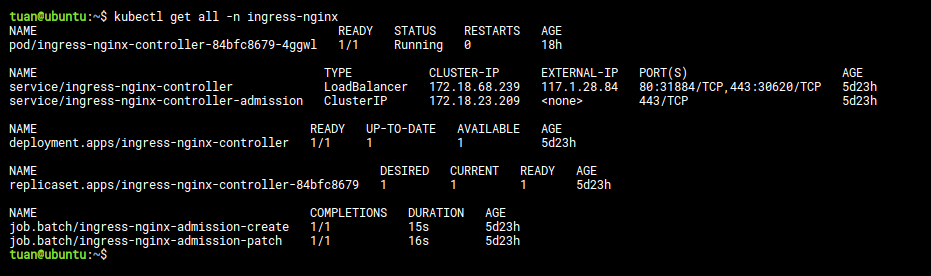 tuan@ubuntu:~$ kubectl get all -n ingress-nginx
NAME READY STATUS RESTARTS AGE
pod/ingress-nginx-controller-84bfc8679-4ggwl 1/1 Running 0 18h
NAME TYPE CLUSTER-IP EXTERNAL-IP PORT(S) AGE
service/ingress-nginx-controller LoadBalancer 172.18.68.239 117.1.28.84 80:31884/TCP,443:30620/TCP 5d23h
service/ingress-nginx-controller-admission ClusterIP 172.18.23.209 <none> 443/TCP 5d23h
NAME READY UP-TO-DATE AVAILABLE AGE
deployment.apps/ingress-nginx-controller 1/1 1 1 5d23h
NAME DESIRED CURRENT READY AGE
replicaset.apps/ingress-nginx-controller-84bfc8679 1 1 1 5d23h
NAME COMPLETIONS DURATION AGE
job.batch/ingress-nginx-admission-create 1/1 15s 5d23h
job.batch/ingress-nginx-admission-patch 1/1 16s 5d23h
tuan@ubuntu:~$